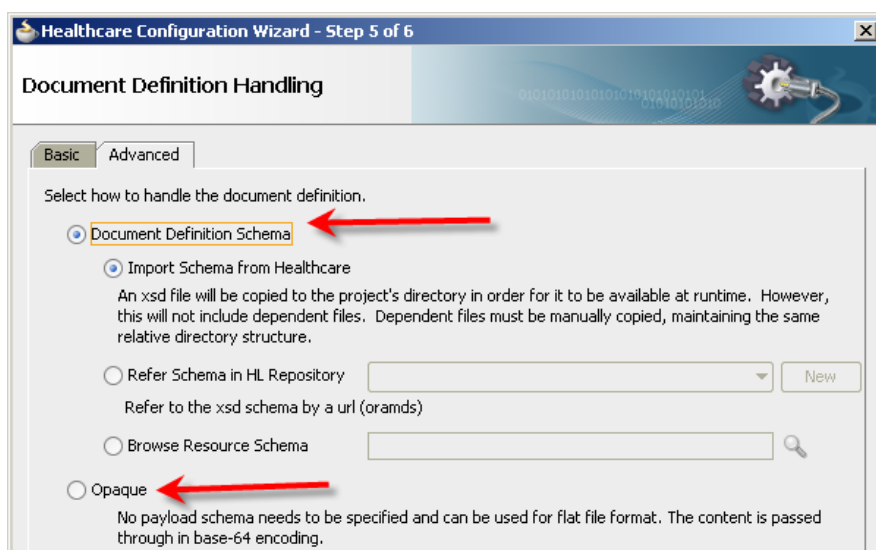 Healthcare Configuration Wizard - Step 5 of 6
Document Definition Handling
Basic Advanced
Select how to handle the document definition.
Document Definition Schema
Import Schema from Healthcare
An xsd file will be copied to the project's directory in order for it to be available at runtime. However,
this will not include dependent files. Dependent files must be manually copied, maintaining the same
relative directory structure.
Refer Schema in HL Repository New
Refer to the xsd schema by a url (oramds)
Browse Resource Schema
Opaque
No payload schema needs to be specified and can be used for flat file format. The content is passed
through in base-64 encoding.